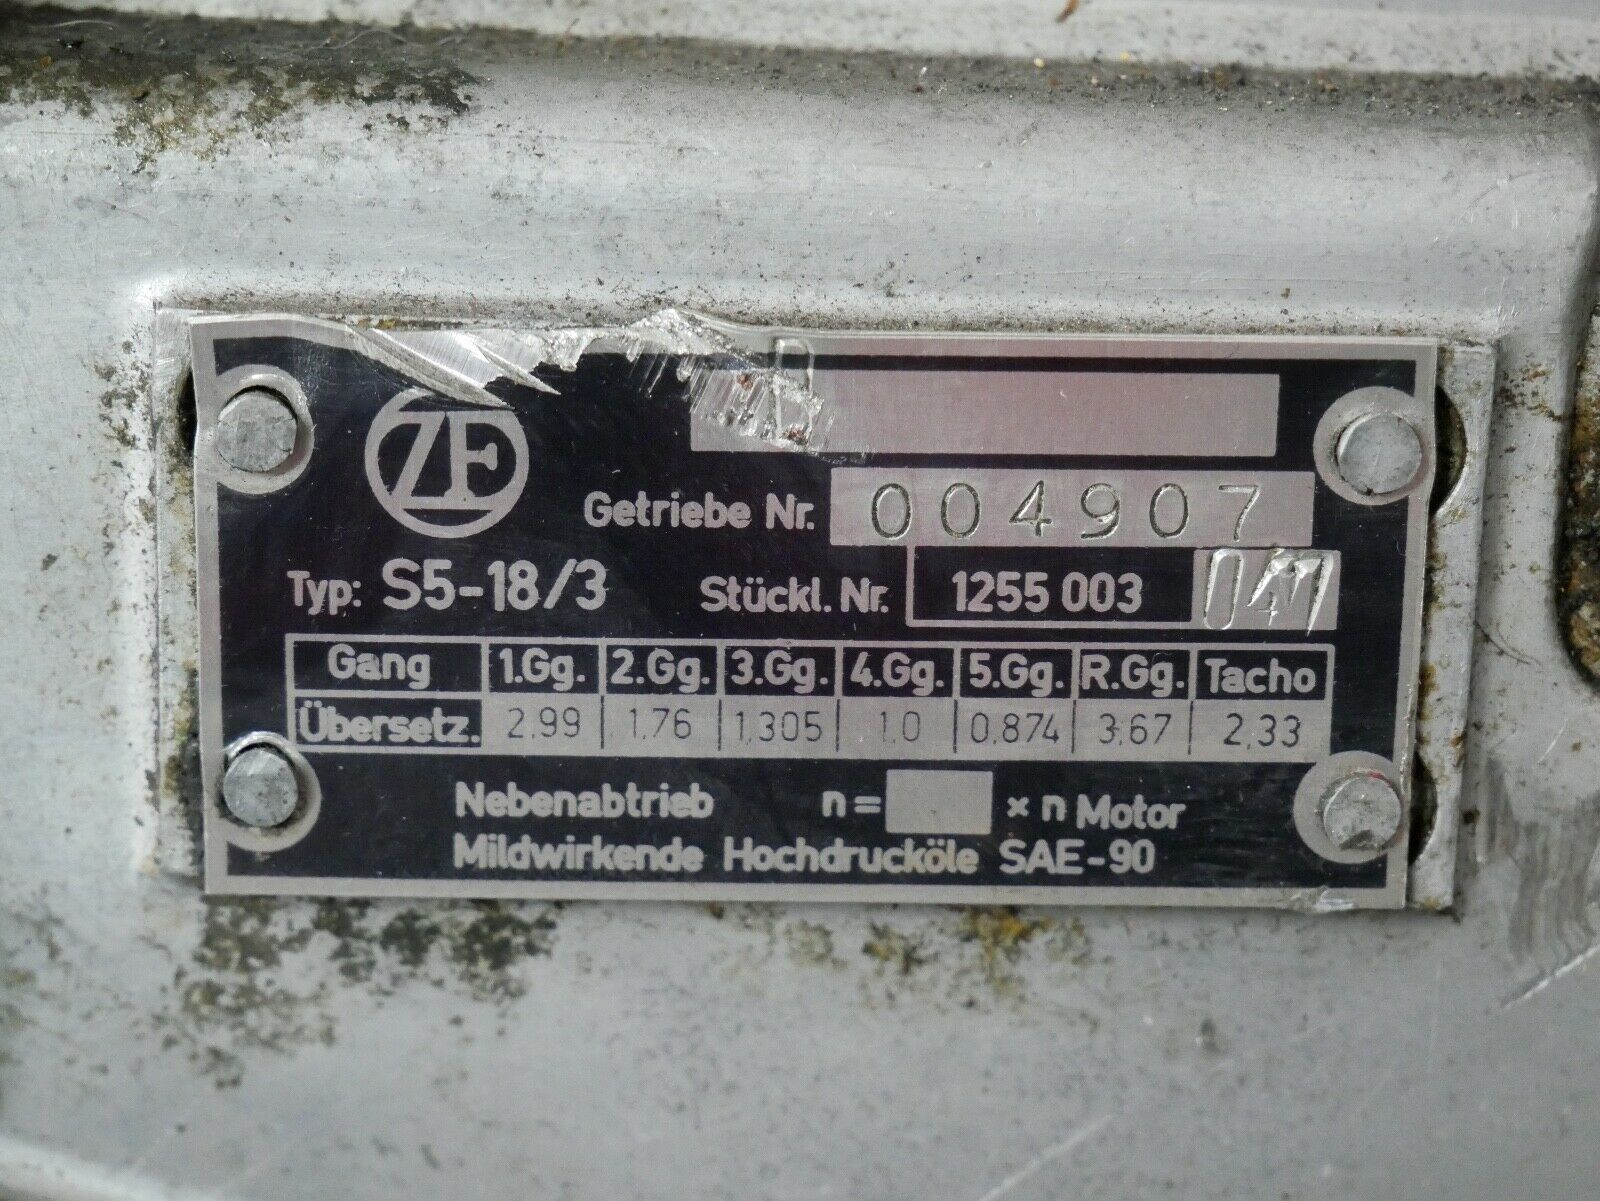 ZF
Getriebe Nr. 004907
Typ: S5-18/3 Stückl. Nr. 1255 003
Gang 1.Gg. 2.Gg. 3.Gg. 4.Gg. 5.Gg. R.Gg. Tacho
Übersetz. 2,99 1,76 1,305 1,0 0,874 3,67 2,33
Nebenabtrieb n= × n Motor
Mildwirkende Hochdrucköle SAE-90